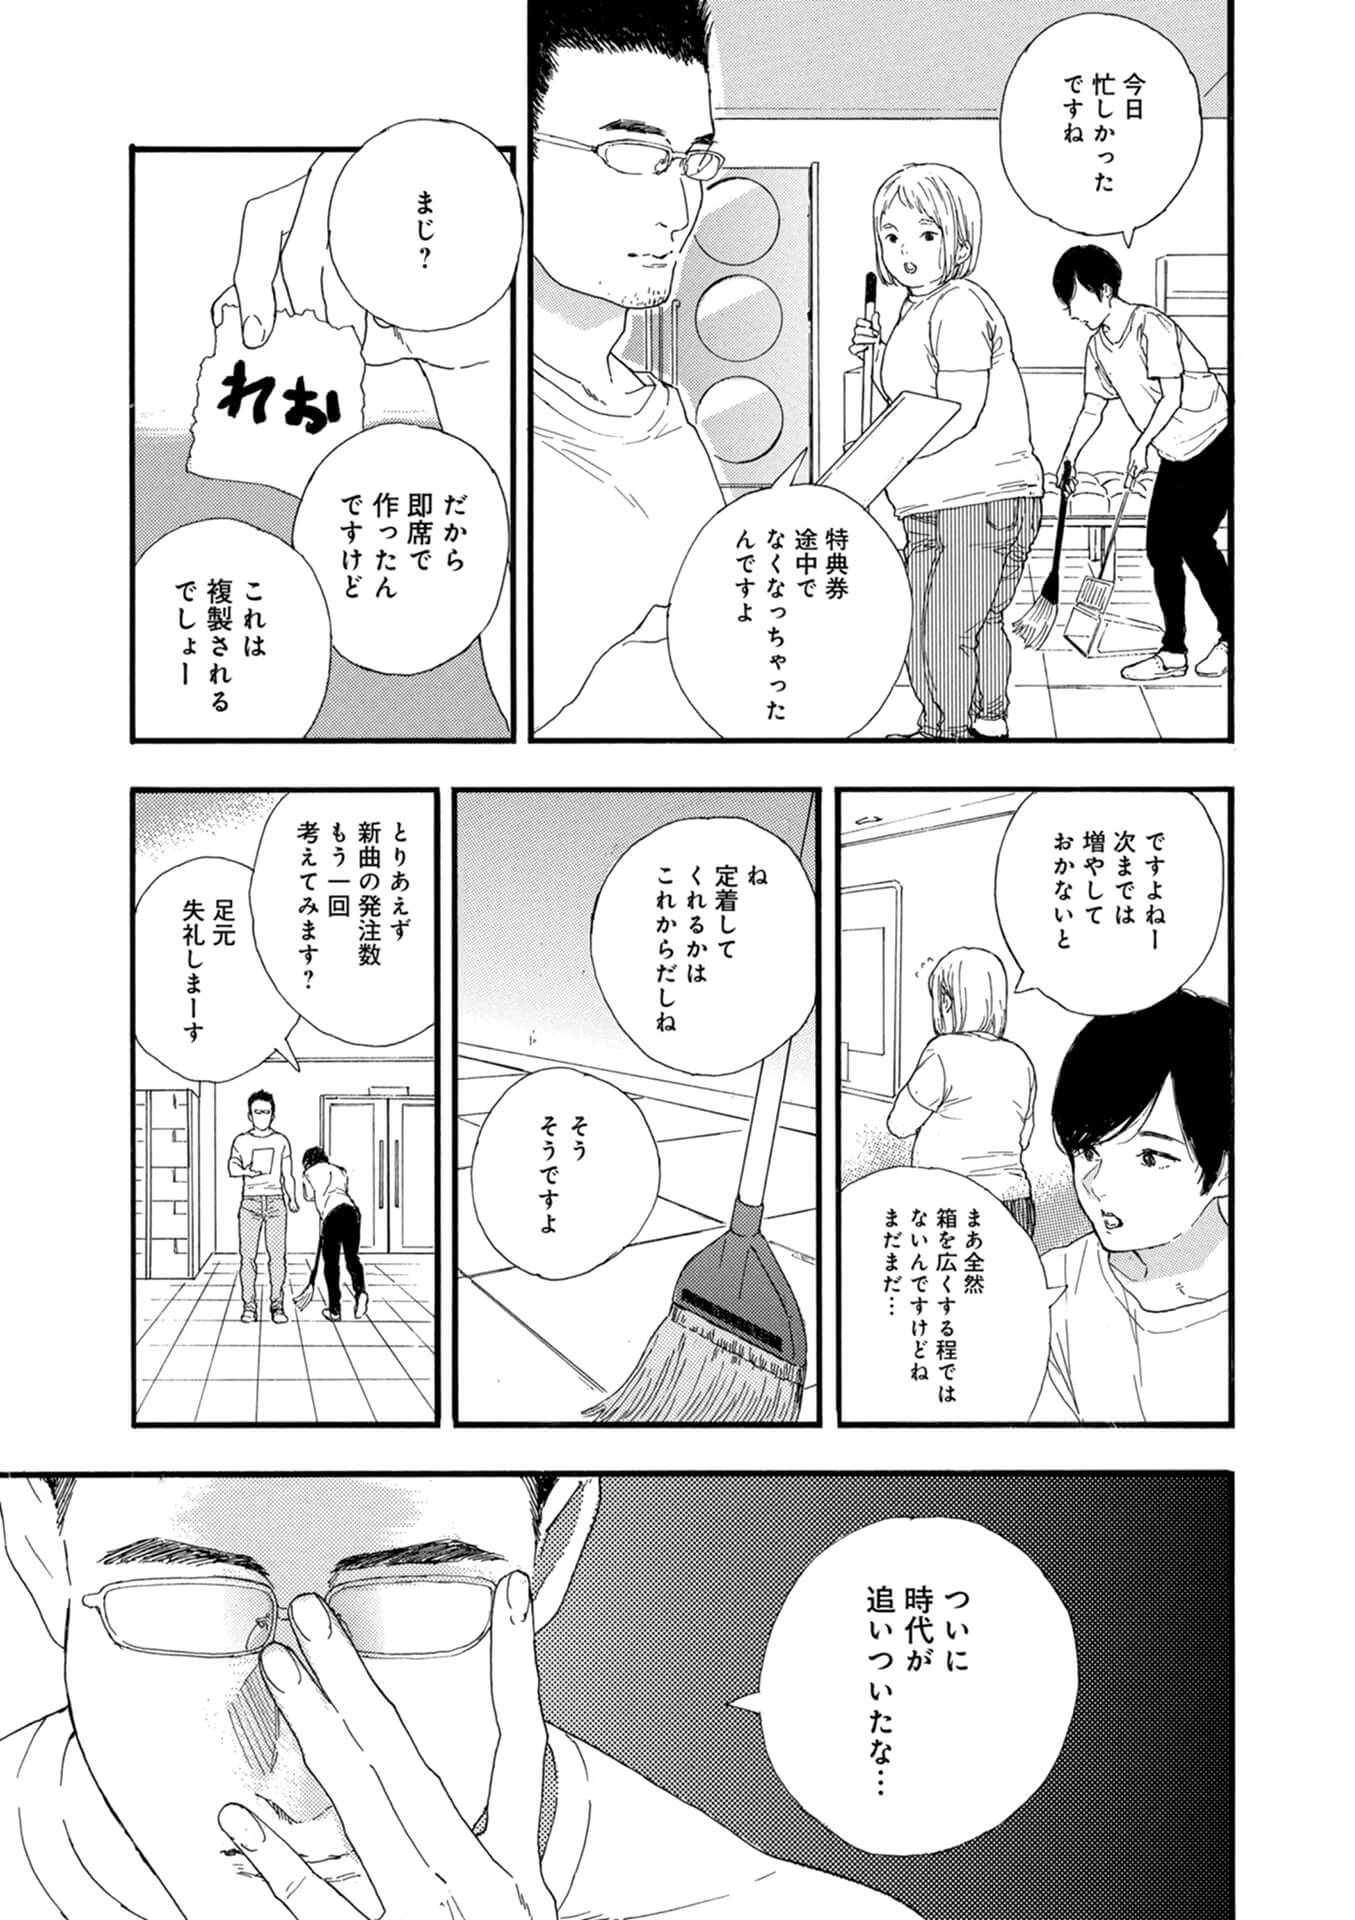 今日
忙しかった
ですね
特典券
途中で
なくなっちゃった
んですよ
まじ？
れお
だから
即席で
作ったん
ですけど
これは
複製される
でしょー
ですよねー
次までは
増やして
おかないと
まあ全然
箱を広くする程では
ないんですけどね
まだまだ…
ね
定着して
くれるかは
これからだしね
そう
そうですよ
とりあえず
新曲の発注数
もう一回
考えてみます？
足元
失礼しまーす
ついに
時代が
追いついたな…